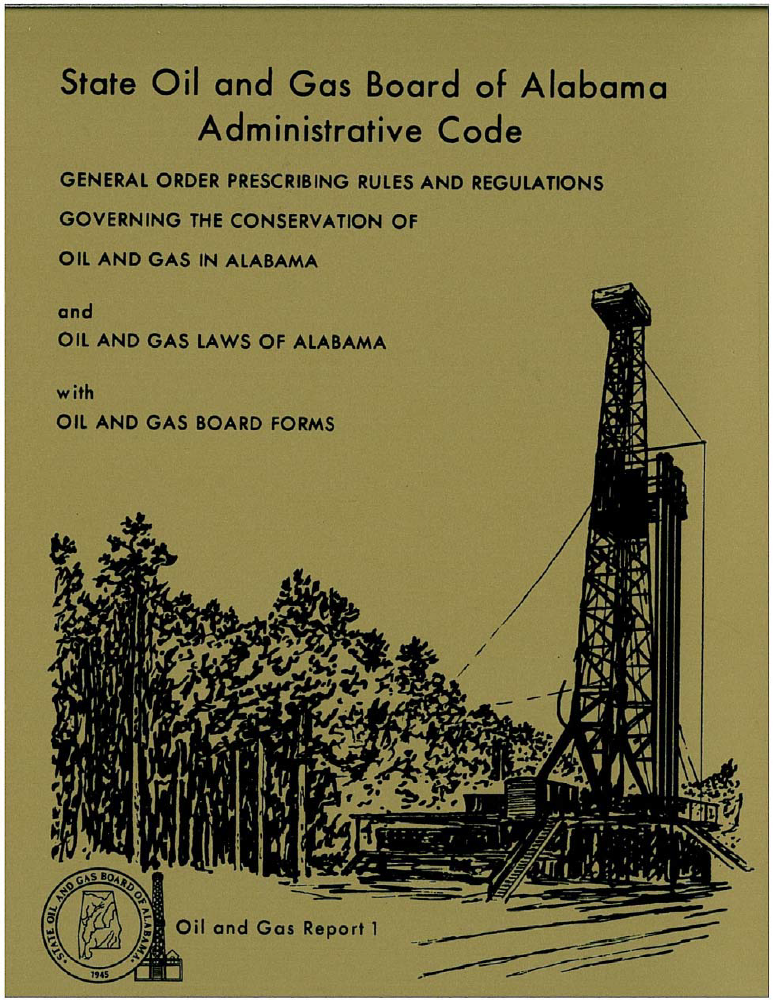 State Oil and Gas Board of Alabama
Administrative Code
GENERAL ORDER PRESCRIBING RULES AND REGULATIONS
GOVERNING THE CONSERVATION OF
OIL AND GAS IN ALABAMA
and
OIL AND GAS LAWS OF ALABAMA
with
OIL AND GAS BOARD FORMS
• STATE OIL AND GAS BOARD OF ALABAMA •
1945
Oil and Gas Report 1